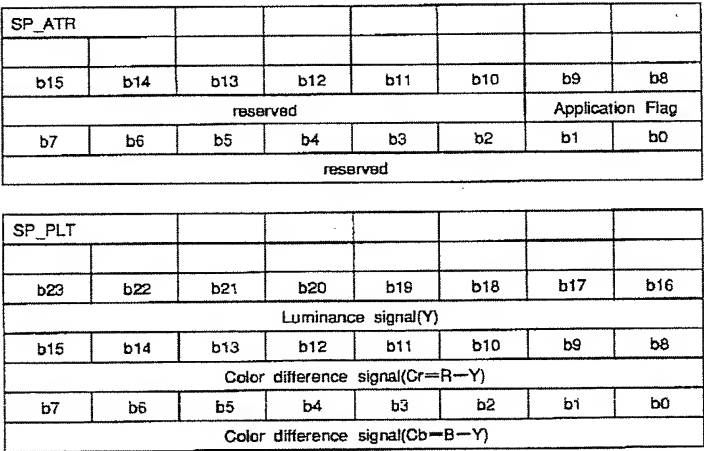 SP_ATR
b15 b14 b13 b12 b11 b10 b9 b8
reserved Application Flag
b7 b6 b5 b4 b3 b2 b1 b0
reserved
SP_PLT
b23 b22 b21 b20 b19 b18 b17 b16
Luminance signal(Y)
b15 b14 b13 b12 b11 b10 b9 b8
Color difference signal(Cr=R-Y)
b7 b6 b5 b4 b3 b2 b1 b0
Color difference signal(Cb=B-Y)